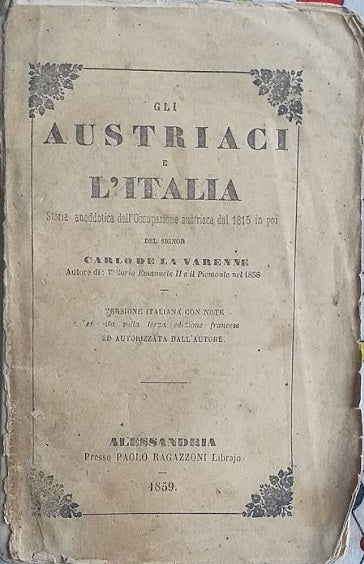 GLI
AUSTRIACI
E
L'ITALIA
Storia aneddotica dell'Occupazione austriaca dal 1815 in poi
DEL SIGNOR
CARLO DE LA VARENNE
Autore di: Vittorio Emanuele II e il Piemonte nel 1858
VERSIONE ITALIANA CON NOTE
sulla terza edizione francese
ED AUTORIZZATA DALL'AUTORE.
ALESSANDRIA
Presso PAOLO RAGAZZONI Librajo
1859.